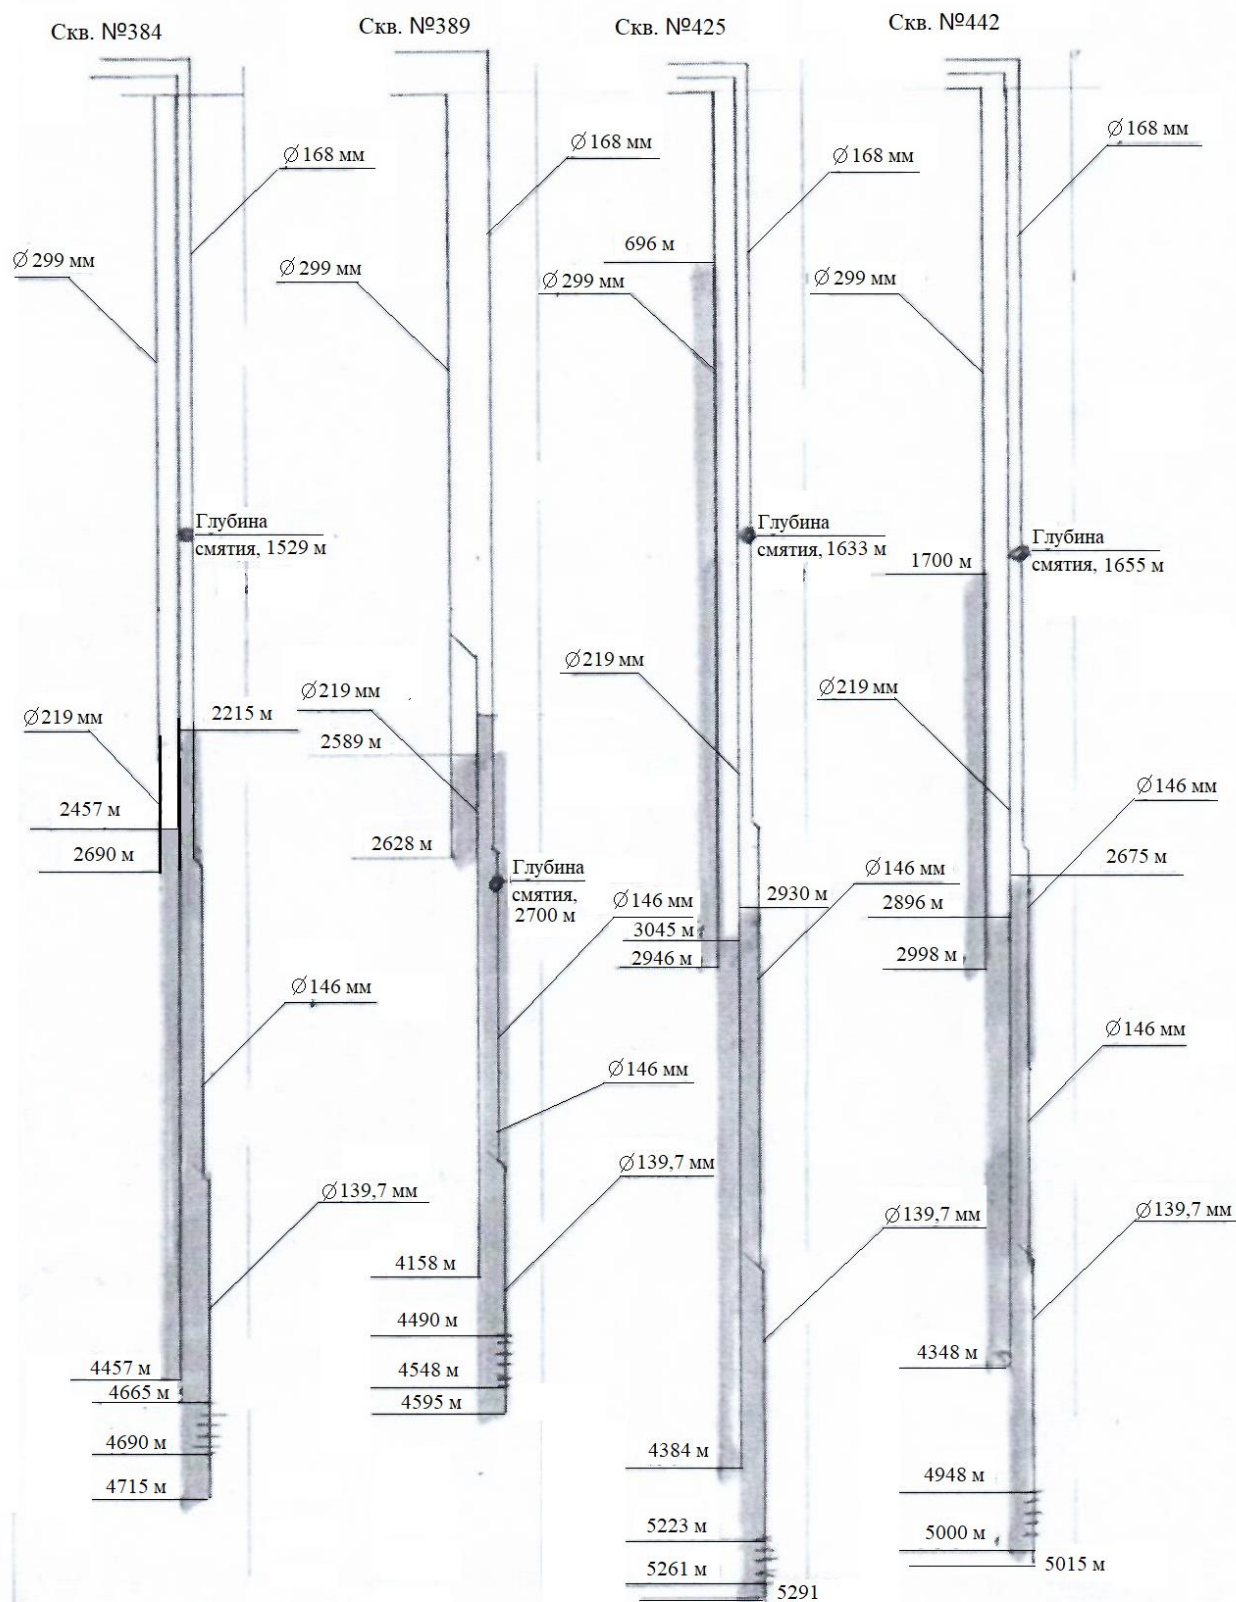 Скв. №384
Скв. №389
Скв. №425
Скв. №442
Ø 168 мм
Ø 299 мм
Глубина
смятия, 1529 м
Ø 219 мм
2215 м
2457 м
2690 м
Ø 146 мм
Ø 139,7 мм
4457 м
4665 м
4690 м
4715 м
Ø 168 мм
Ø 299 мм
Ø 219 мм
2589 м
2628 м
Глубина
смятия,
2700 м
Ø 146 мм
Ø 146 мм
Ø 139,7 мм
4158 м
4490 м
4548 м
4595 м
Ø 168 мм
696 м
Ø 299 мм
Глубина
смятия, 1633 м
Ø 219 мм
Ø 146 мм
2930 м
3045 м
2946 м
Ø 139,7 мм
4384 м
5223 м
5261 м
5291
Ø 168 мм
Ø 299 мм
Глубина
смятия, 1655 м
1700 м
Ø 219 мм
Ø 146 мм
2675 м
2896 м
2998 м
Ø 146 мм
Ø 139,7 мм
4348 м
4948 м
5000 м
5015 м